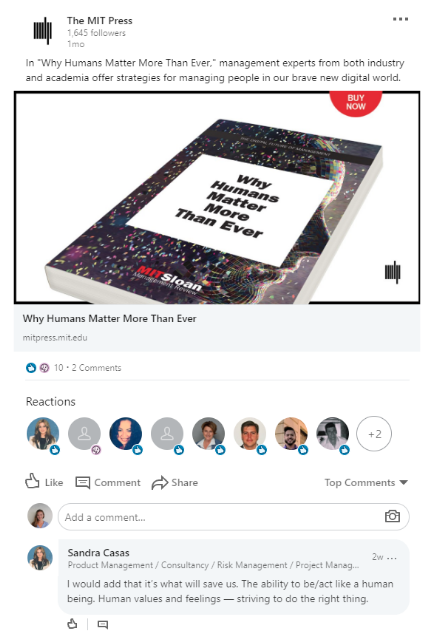 The MIT Press
1,645 followers
1mo
In "Why Humans Matter More Than Ever," management experts from both industry
and academia offer strategies for managing people in our brave new digital world.
BUY
NOW
Why
Humans
Matter
More
Than Ever
MITSloan
Management Review
Why Humans Matter More Than Ever
mitpress.mit.edu
10 • 2 Comments
Reactions
+2
Like Comment Share Top Comments
Add a comment...
Sandra Casas
2w ...
Product Management / Consultancy / Risk Management / Project Manag...
I would add that it's what will save us. The ability to be/act like a human
being. Human values and feelings — striving to do the right thing.